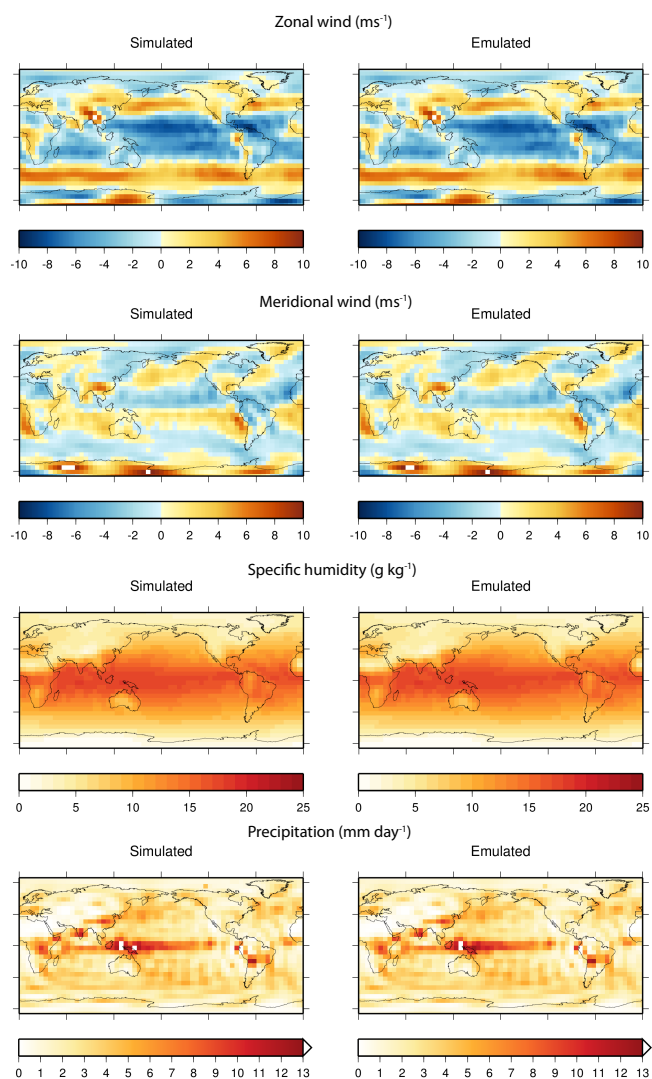 Zonal wind (ms⁻¹)
Simulated Emulated
-10 -8 -6 -4 -2 0 2 4 6 8 10 -10 -8 -6 -4 -2 0 2 4 6 8 10
Meridional wind (ms⁻¹)
Simulated Emulated
-10 -8 -6 -4 -2 0 2 4 6 8 10 -10 -8 -6 -4 -2 0 2 4 6 8 10
Specific humidity (g kg⁻¹)
Simulated Emulated
0 5 10 15 20 25 0 5 10 15 20 25
Precipitation (mm day⁻¹)
Simulated Emulated
0 1 2 3 4 5 6 7 8 9 10 11 12 13 0 1 2 3 4 5 6 7 8 9 10 11 12 13